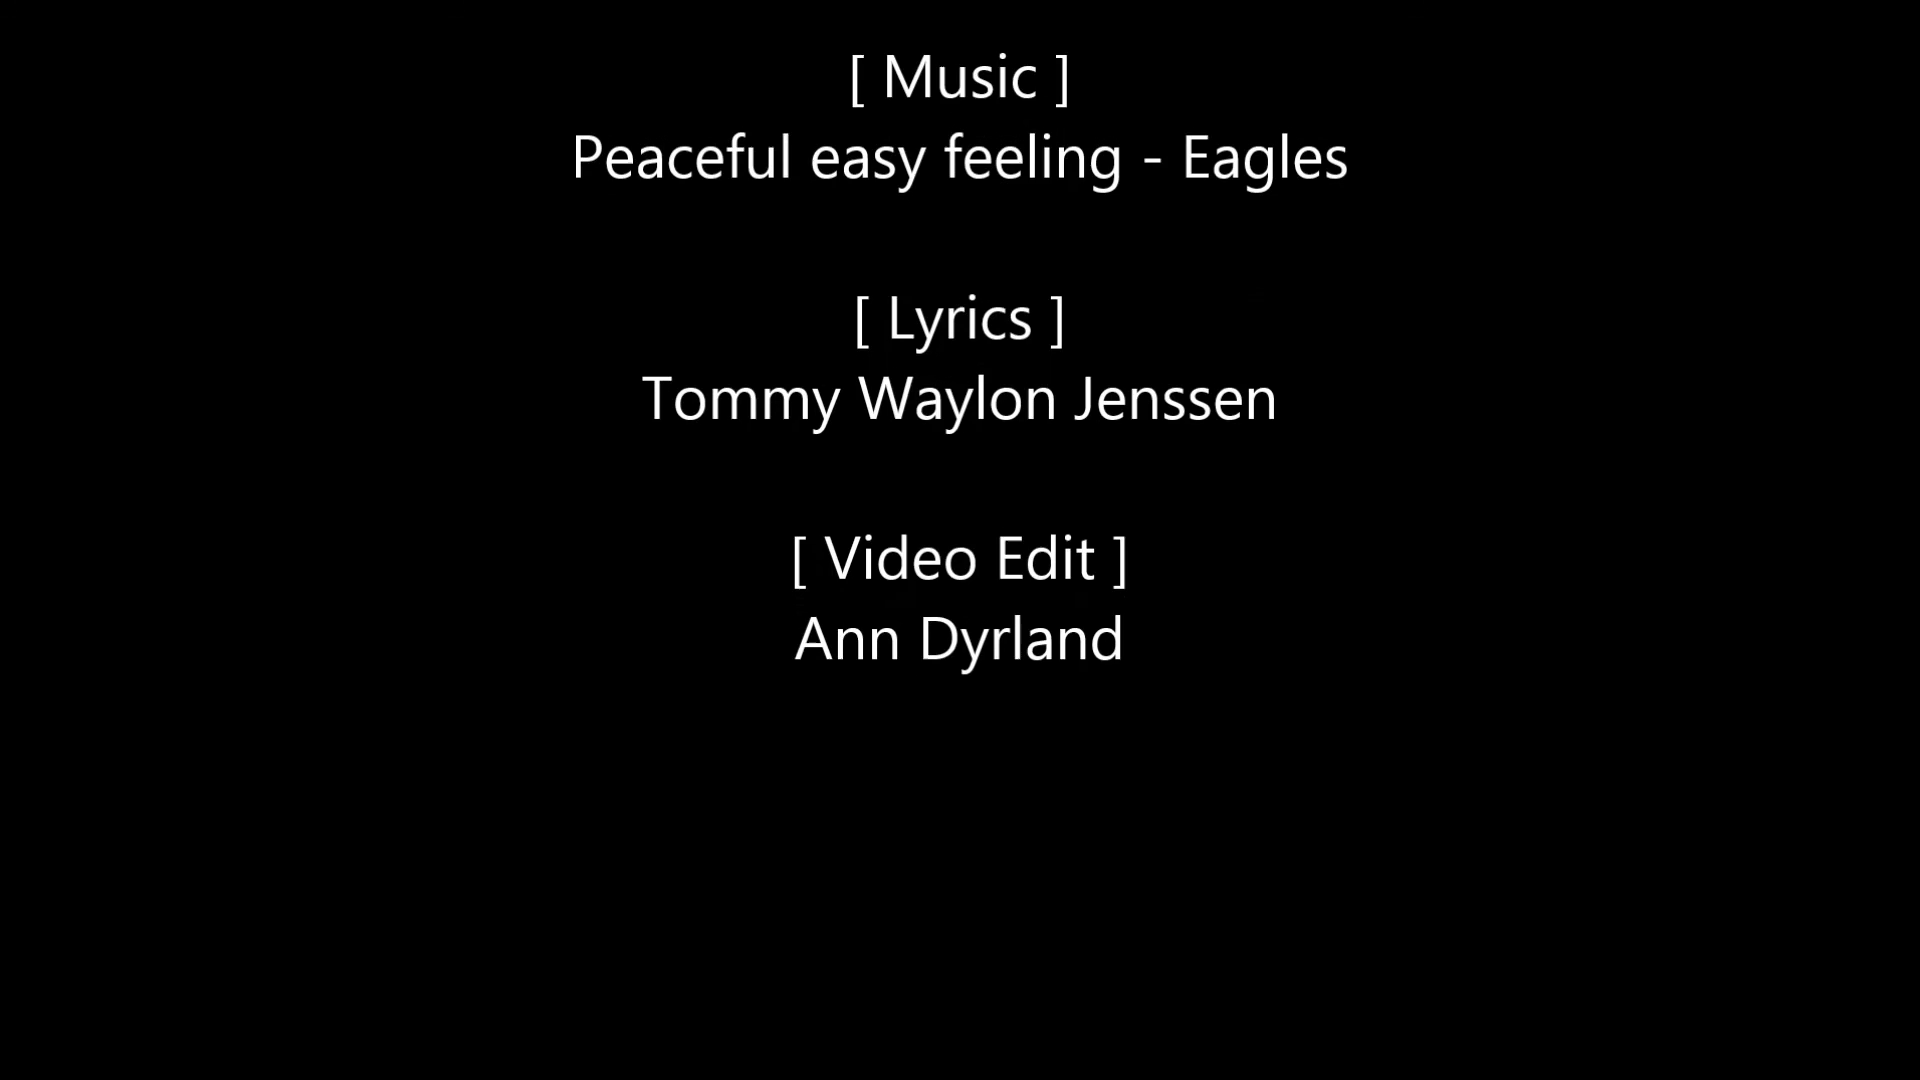 [ Music ]
Peaceful easy feeling - Eagles
[ Lyrics ]
Tommy Waylon Jenssen
[ Video Edit ]
Ann Dyrland